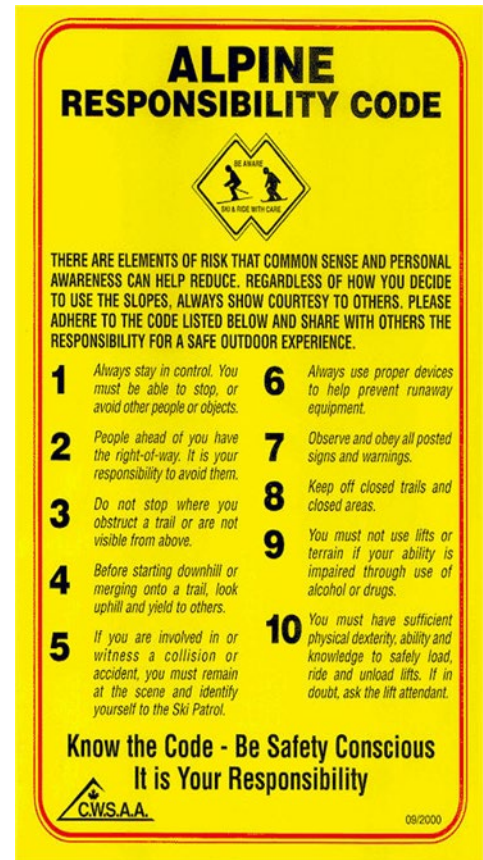 ALPINE
RESPONSIBILITY CODE
BE AWARE
SKI & RIDE WITH CARE
THERE ARE ELEMENTS OF RISK THAT COMMON SENSE AND PERSONAL
AWARENESS CAN HELP REDUCE. REGARDLESS OF HOW YOU DECIDE
TO USE THE SLOPES, ALWAYS SHOW COURTESY TO OTHERS. PLEASE
ADHERE TO THE CODE LISTED BELOW AND SHARE WITH OTHERS THE
RESPONSIBILITY FOR A SAFE OUTDOOR EXPERIENCE.
1 Always stay in control. You
must be able to stop, or
avoid other people or objects.
2 People ahead of you have
the right-of-way. It is your
responsibility to avoid them.
3 Do not stop where you
obstruct a trail or are not
visible from above.
4 Before starting downhill or
merging onto a trail, look
uphill and yield to others.
5 If you are involved in or
witness a collision or
accident, you must remain
at the scene and identify
yourself to the Ski Patrol.
6 Always use proper devices
to help prevent runaway
equipment.
7 Observe and obey all posted
signs and warnings.
8 Keep off closed trails and
closed areas.
9 You must not use lifts or
terrain if your ability is
impaired through use of
alcohol or drugs.
10 You must have sufficient
physical dexterity, ability and
knowledge to safely load,
ride and unload lifts. If in
doubt, ask the lift attendant.
Know the Code - Be Safety Conscious
It is Your Responsibility
C.W.S.A.A.
09/2000